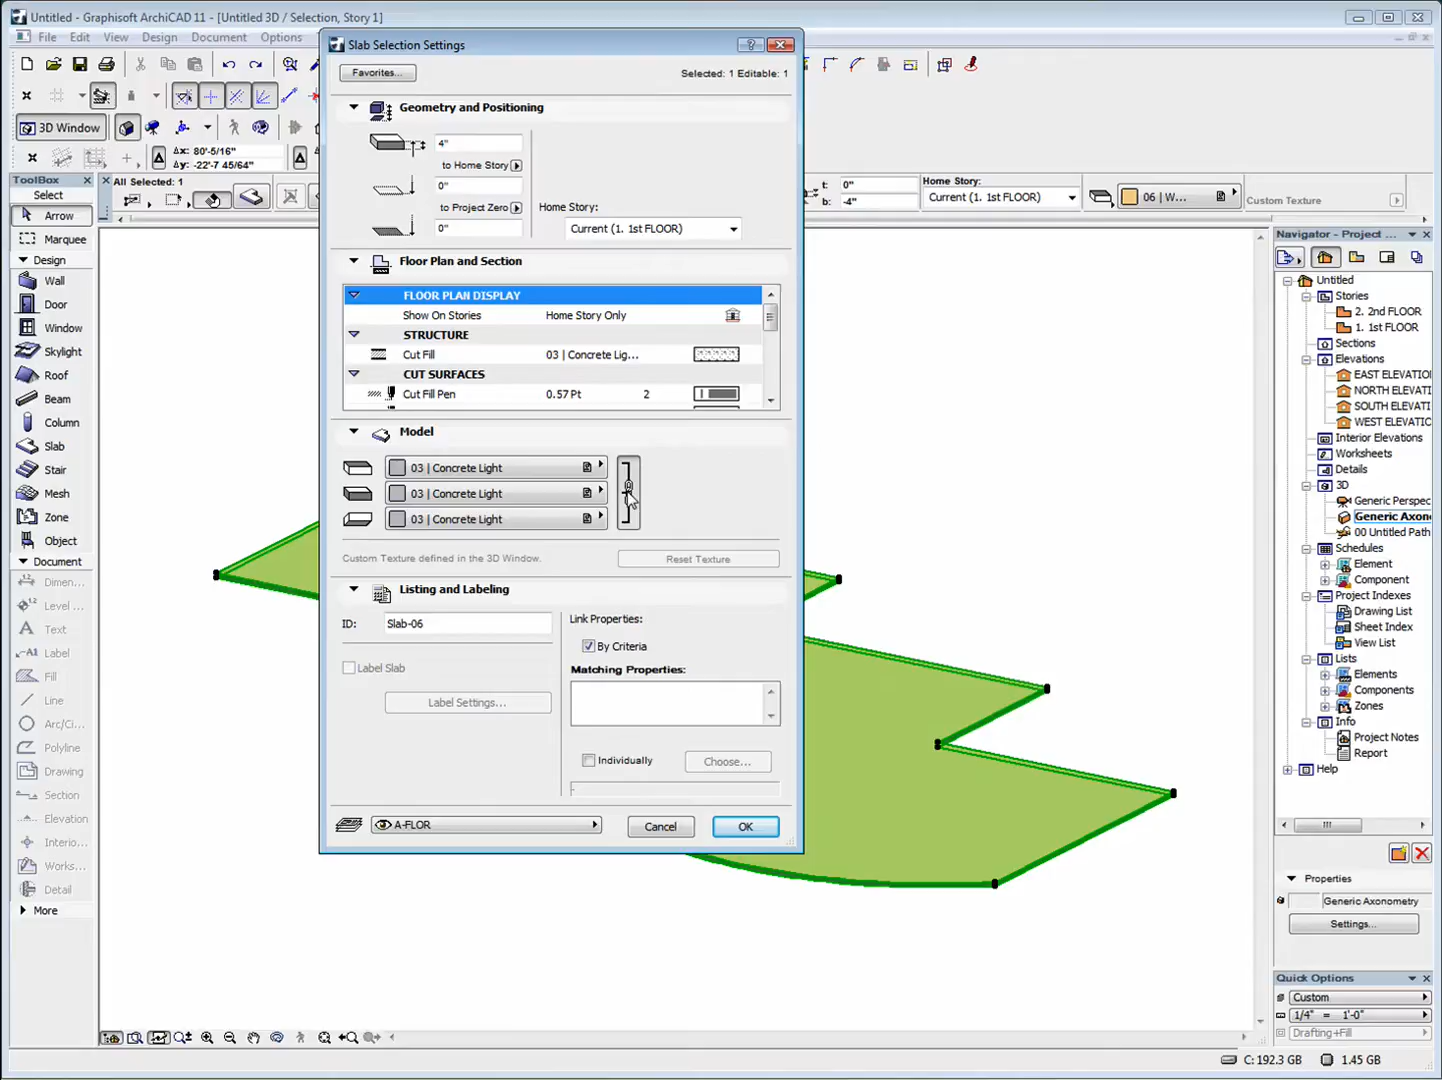 Untitled - Graphisoft ArchiCAD 11 - [Untitled 3D / Selection, Story 1]
File Edit View Design Document Options
Slab Selection Settings
Favorites...
Selected: 1 Editable: 1
Geometry and Positioning
4"
to Home Story
0"
to Project Zero
0"
Home Story:
Current (1. 1st FLOOR)
Floor Plan and Section
FLOOR PLAN DISPLAY
Show On Stories Home Story Only
STRUCTURE
Cut Fill 03 | Concrete Lig...
CUT SURFACES
Cut Fill Pen 0.57 Pt 2
Model
03 | Concrete Light
03 | Concrete Light
03 | Concrete Light
Custom Texture defined in the 3D Window.
Reset Texture
Listing and Labeling
ID: Slab-06
Link Properties:
By Criteria
Label Slab
Matching Properties:
Label Settings...
Individually
Choose...
A-FLOR
Cancel
OK
3D Window
Δx: 80'-5/16"
Δy: -22'-7 45/64"
ToolBox
Select
Arrow
Marquee
Design
Wall
Door
Window
Skylight
Roof
Beam
Column
Slab
Stair
Mesh
Zone
Object
Document
Dimen...
Level ...
Text
Label
Fill
Line
Arc/Ci...
Polyline
Drawing
Section
Elevation
Interio...
Works...
Detail
More
All Selected: 1
t: 0"
b: -4"
Home Story:
Current (1. 1st FLOOR)
06 | W...
Custom Texture
Navigator - Project ...
Untitled
Stories
2. 2nd FLOOR
1. 1st FLOOR
Sections
Elevations
EAST ELEVATIO
NORTH ELEVATI
SOUTH ELEVATI
WEST ELEVATIC
Interior Elevations
Worksheets
Details
3D
Generic Perspec
Generic Axono
00 Untitled Path
Schedules
Element
Component
Project Indexes
Drawing List
Sheet Index
View List
Lists
Elements
Components
Zones
Info
Project Notes
Report
Help
Properties
Generic Axonometry
Settings...
Quick Options
Custom
1/4" = 1'-0"
Drafting+Fill
C: 192.3 GB
1.45 GB